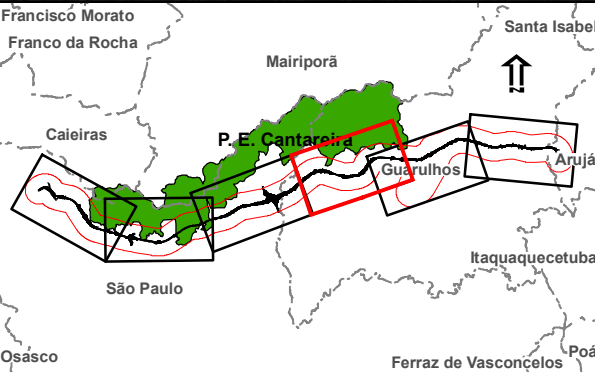 Francisco Morato
Santa Isabel
Franco da Rocha
Mairiporã
N
Caieiras
P. E. Cantareira
Arujá
Guarulhos
Itaquaquecetuba
São Paulo
Osasco
Poá
Ferraz de Vasconcelos